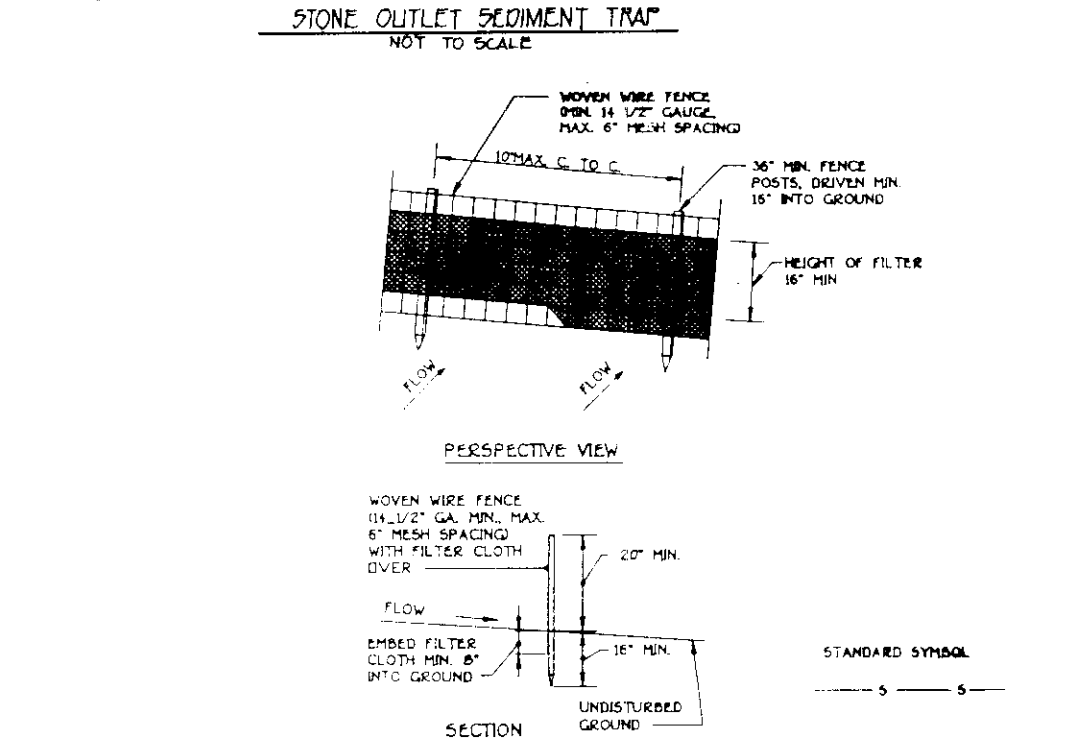 STONE OUTLET SEDIMENT TRAP
NOT TO SCALE
WOVEN WIRE FENCE
(MIN. 14 1/2" GAUGE,
MAX. 6" MESH SPACING)
10' MAX. C. TO C.
36" MIN. FENCE
POSTS, DRIVEN MIN.
16" INTO GROUND
HEIGHT OF FILTER
16" MIN
FLOW
FLOW
PERSPECTIVE VIEW
WOVEN WIRE FENCE
(14_1/2" GA. MIN., MAX.
6" MESH SPACING)
WITH FILTER CLOTH
OVER
20" MIN.
FLOW
EMBED FILTER
CLOTH MIN. 8"
INTO GROUND
16" MIN.
UNDISTURBED
GROUND
SECTION
STANDARD SYMBOL
S S